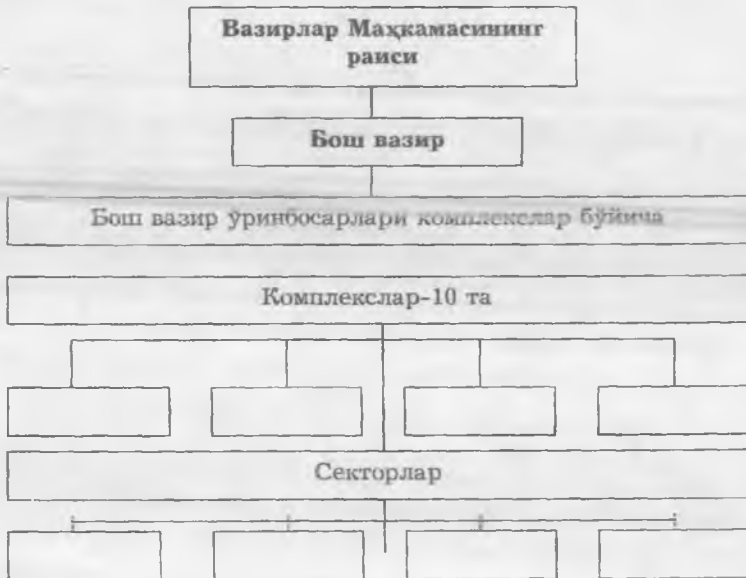 Вазирлар Маҳкамасининг
раиси
Бош вазир
Бош вазир ўринбосарлари комплекслар бўйича
Комплекслар-10 та
Секторлар